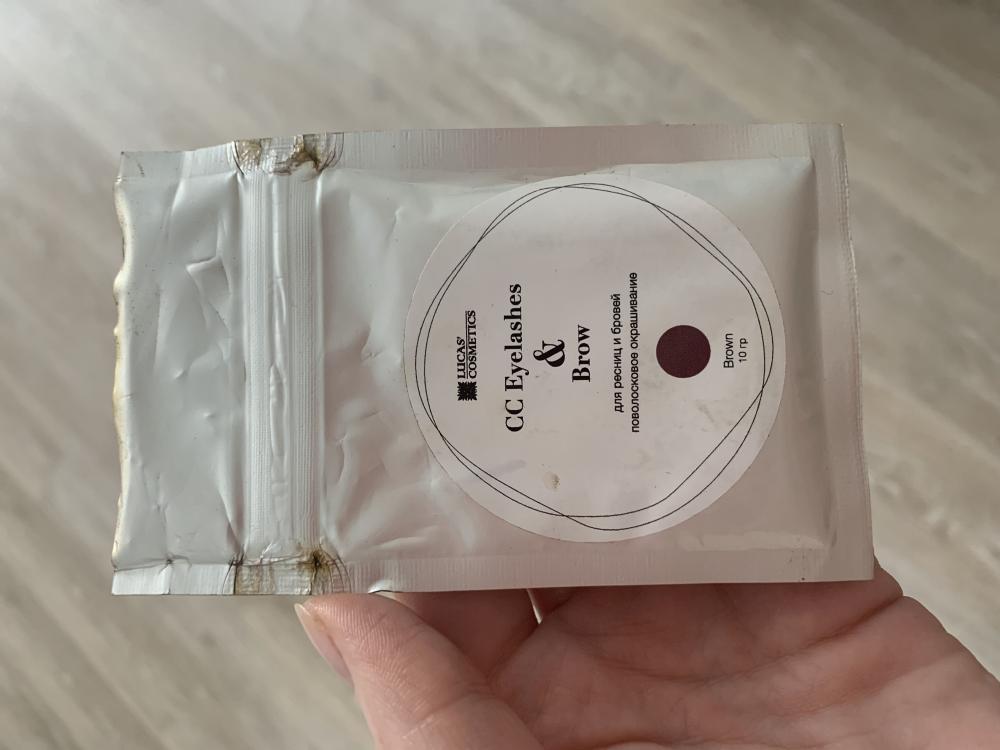 LUCAS'
COSMETICS
CC Eyelashes
&
Brow
для ресниц и бровей
поволосковое окрашивание
Brown
10 гр